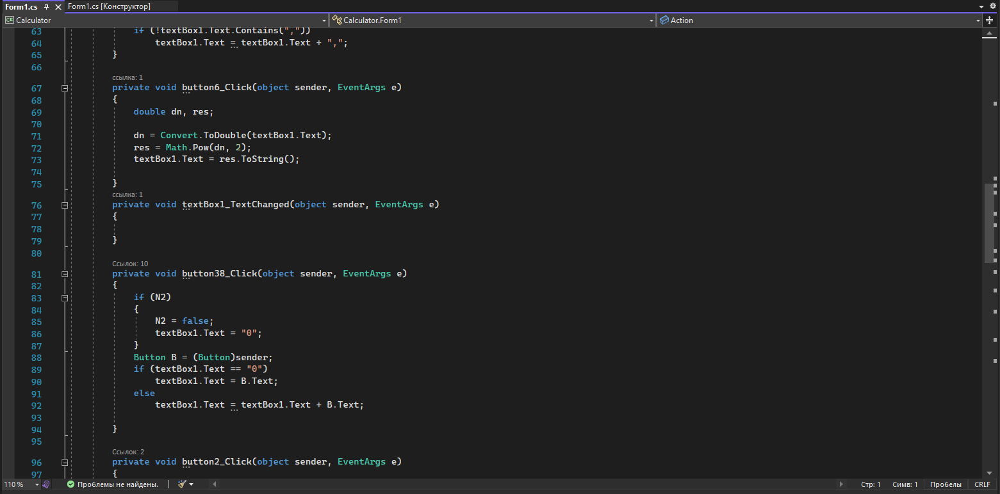 Form1.cs Form1.cs [Конструктор]
C# Calculator Calculator.Form1 Action
63 if (!textBox1.Text.Contains(","))
64 textBox1.Text = textBox1.Text + ",";
65 }
66
ссылка: 1
67 private void button6_Click(object sender, EventArgs e)
68 {
69 double dn, res;
70
71 dn = Convert.ToDouble(textBox1.Text);
72 res = Math.Pow(dn, 2);
73 textBox1.Text = res.ToString();
74
75 }
ссылка: 1
76 private void textBox1_TextChanged(object sender, EventArgs e)
77 {
78
79 }
80
Ссылок: 10
81 private void button38_Click(object sender, EventArgs e)
82 {
83 if (N2)
84 {
85 N2 = false;
86 textBox1.Text = "0";
87 }
88 Button B = (Button)sender;
89 if (textBox1.Text == "0")
90 textBox1.Text = B.Text;
91 else
92 textBox1.Text = textBox1.Text + B.Text;
93
94 }
95
Ссылок: 2
96 private void button2_Click(object sender, EventArgs e)
97 {
110 % Проблемы не найдены. Стр: 1 Симв: 1 Пробелы CRLF